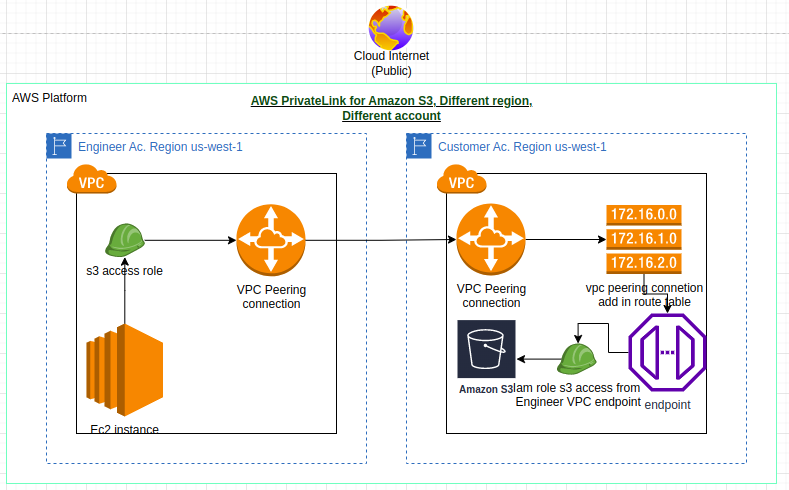 Cloud Internet
(Public)
AWS Platform
AWS PrivateLink for Amazon S3, Different region,
Different account
Engineer Ac. Region us-west-1
Customer Ac. Region us-west-1
VPC
VPC
s3 access role
VPC Peering
connection
VPC Peering
connection
172.16.0.0
172.16.1.0
172.16.2.0
vpc peering connetion
add in route table
Ec2 instance
Amazon S3
Iam role s3 access from
Engineer VPC endpoint
endpoint